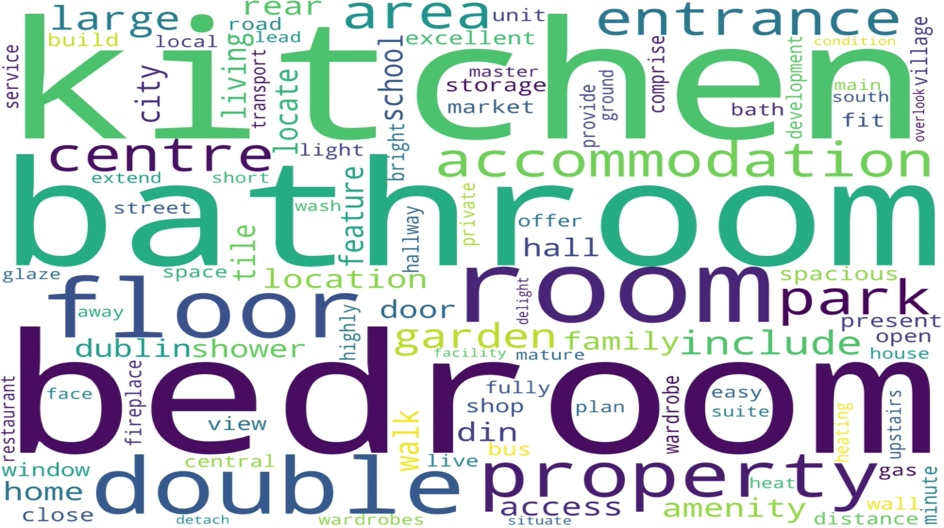 large
rear
area
entrance
build
road
lead
unit
local
living
excellent
kitchen
service
city
transport
locate
school
master
storage
market
provide
ground
comprise
bath
development
condition
main
south
fit
overlook
village
centre
light
bright
accommodation
extend
short
bathroom
street
wash
feature
hallway
private
offer
hall
tile
glaze
space
location
room
spacious
floor
away
door
delight
park
present
highly
garden
family
include
open
dublin
shower
facility
mature
house
bedroom
restaurant
face
fireplace
view
walk
fully
shop
plan
wardrobe
easy
suite
din
bus
heating
upstairs
window
central
live
double
property
gas
minute
home
access
heat
amenity
wall
close
detach
wardrobes
situate
distance